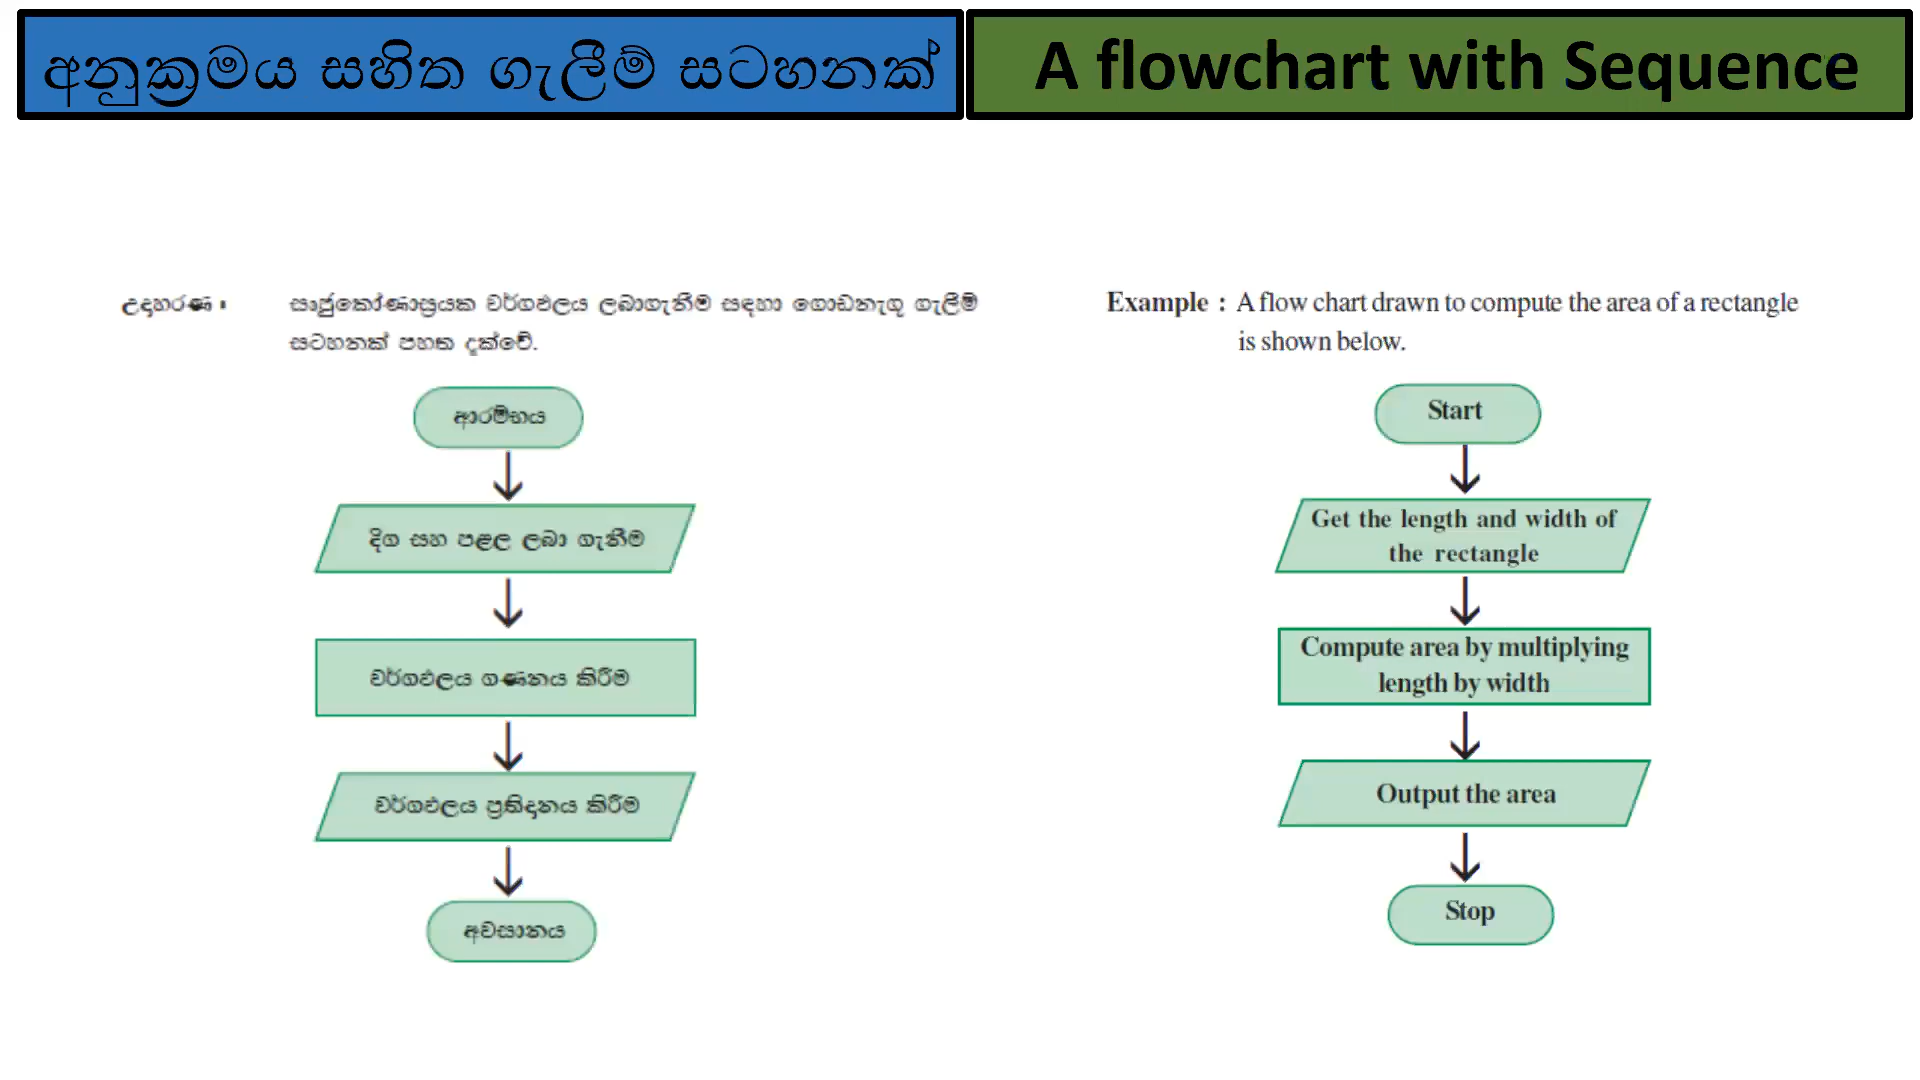 අනුක්‍රමය සහිත ගැලීම් සටහනක්
A flowchart with Sequence
උදාහරණ :
සෘජුකෝණාස්‍රයක වර්ගඵලය ලබාගැනීම සඳහා ගොඩනැගූ ගැලීම්
සටහනක් පහත දැක්වේ.
ආරම්භය
දිග සහ පළල ලබා ගැනීම
වර්ගඵලය ගණනය කිරීම
වර්ගඵලය ප්‍රතිදානය කිරීම
අවසානය
Example : A flow chart drawn to compute the area of a rectangle
is shown below.
Start
Get the length and width of
the rectangle
Compute area by multiplying
length by width
Output the area
Stop